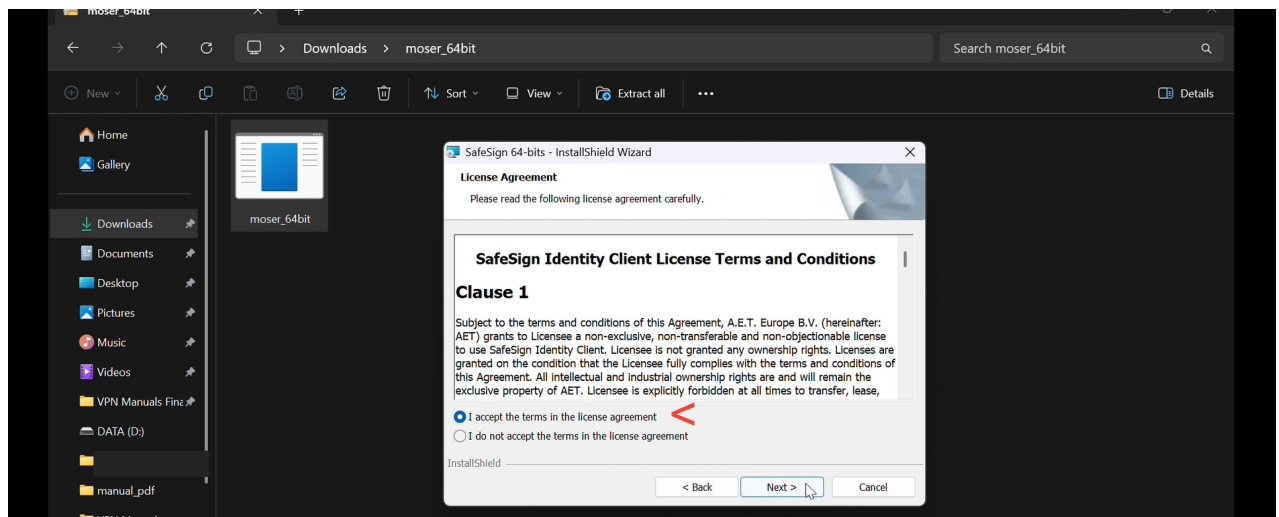 moser_64bit
Downloads > moser_64bit
Search moser_64bit
New
Sort
View
Extract all
Details
Home
Gallery
Downloads
Documents
Desktop
Pictures
Music
Videos
VPN Manuals Fina
DATA (D:)
manual_pdf
moser_64bit
SafeSign 64-bits - InstallShield Wizard
License Agreement
Please read the following license agreement carefully.
SafeSign Identity Client License Terms and Conditions
Clause 1
Subject to the terms and conditions of this Agreement, A.E.T. Europe B.V. (hereinafter:
AET) grants to Licensee a non-exclusive, non-transferable and non-objectionable license
to use SafeSign Identity Client. Licensee is not granted any ownership rights. Licenses are
granted on the condition that the Licensee fully complies with the terms and conditions of
this Agreement. All intellectual and industrial ownership rights are and will remain the
exclusive property of AET. Licensee is explicitly forbidden at all times to transfer, lease,
I accept the terms in the license agreement <
I do not accept the terms in the license agreement
InstallShield
< Back
Next >
Cancel